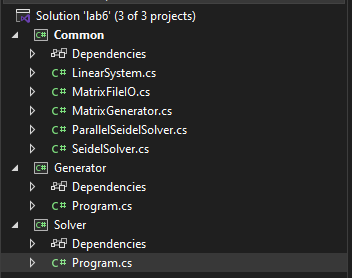 Solution 'lab6' (3 of 3 projects)
C# Common
Dependencies
C# LinearSystem.cs
C# MatrixFileIO.cs
C# MatrixGenerator.cs
C# ParallelSeidelSolver.cs
C# SeidelSolver.cs
C# Generator
Dependencies
C# Program.cs
C# Solver
Dependencies
C# Program.cs